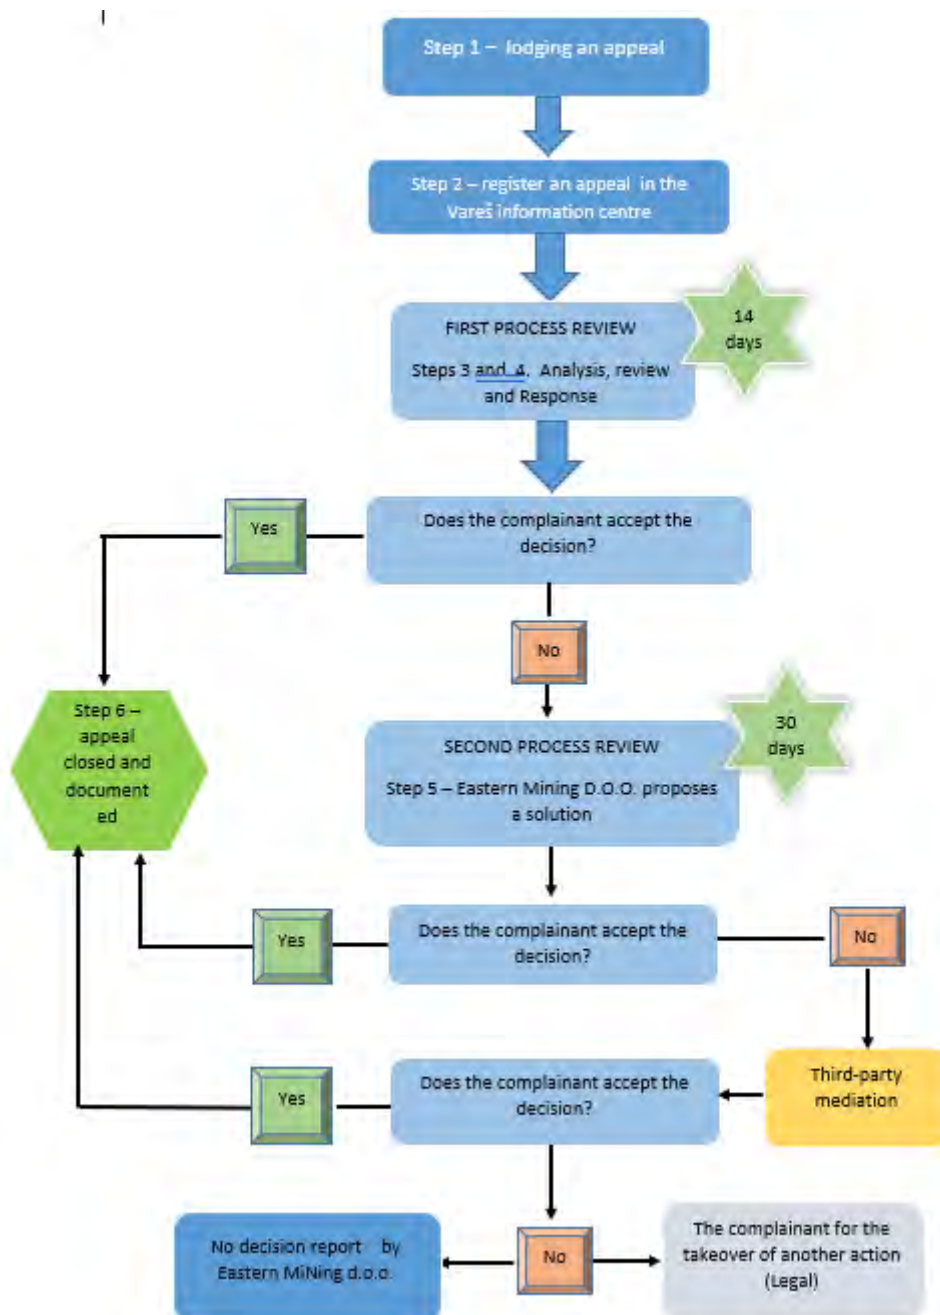 Step 1 – lodging an appeal
Step 2 – register an appeal in the
Vareš information centre
FIRST PROCESS REVIEW
Steps 3 and 4. Analysis, review
and Response
14
days
Does the complainant accept the
decision?
Yes
No
Step 6 –
appeal
closed and
document
ed
SECOND PROCESS REVIEW
Step 5 – Eastern Mining D.O.O. proposes
a solution
30
days
Does the complainant accept the
decision?
Yes
No
Third-party
mediation
Does the complainant accept the
decision?
Yes
No decision report by
Eastern MiNing d.o.o.
No
The complainant for the
takeover of another action
(Legal)